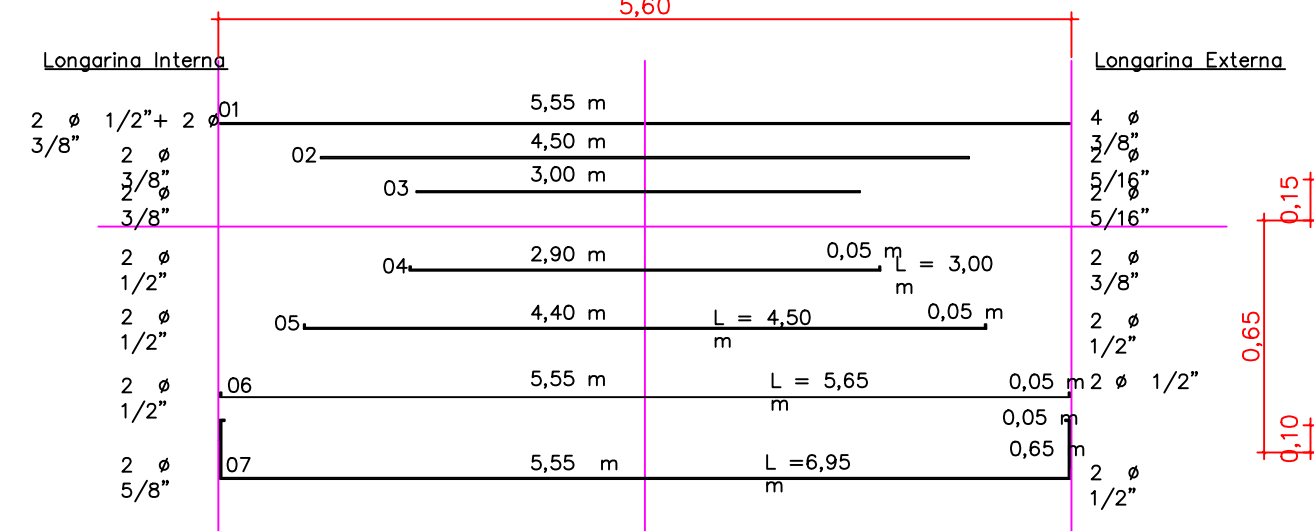 5,60
Longarina Interna
Longarina Externa
2 ø 1/2”+ 2 ø
3/8”
01
5,55 m
4 ø
3/8”
2 ø
3/8”
02
4,50 m
2 ø
5/16”
2 ø
3/8”
03
3,00 m
2 ø
5/16”
0,15
2 ø
1/2”
04
2,90 m
0,05 m
L = 3,00
m
2 ø
3/8”
2 ø
1/2”
05
4,40 m
L = 4,50
m
0,05 m
2 ø
1/2”
0,65
2 ø
1/2”
06
5,55 m
L = 5,65
m
0,05 m
2 ø 1/2”
0,05 m
0,65 m
0,10
2 ø
5/8”
07
5,55 m
L =6,95
m
2 ø
1/2”